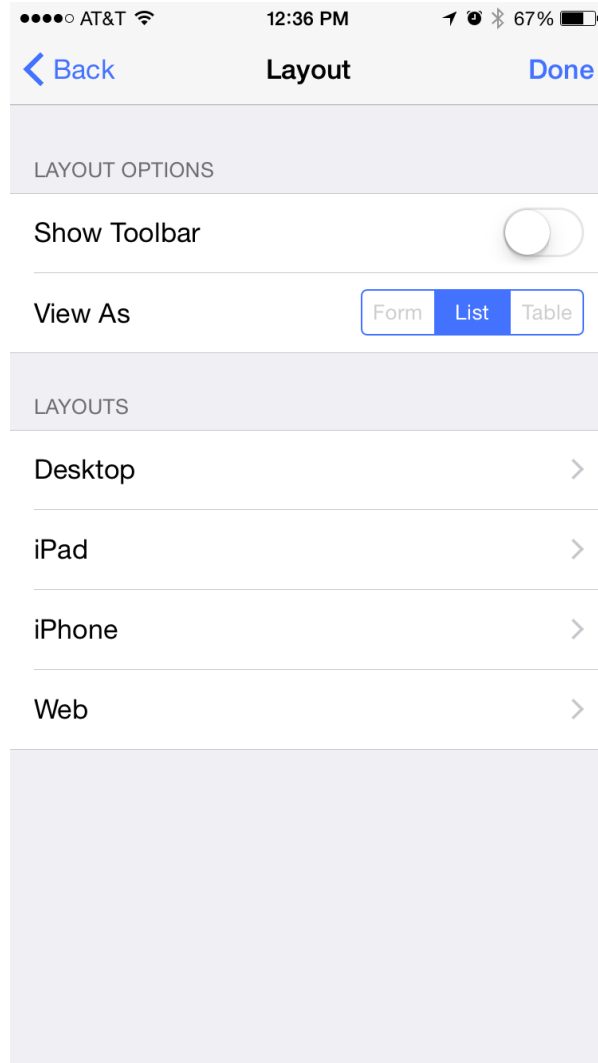 AT&T 12:36 PM 67%
Back Layout Done
LAYOUT OPTIONS
Show Toolbar
View As Form List Table
LAYOUTS
Desktop
iPad
iPhone
Web